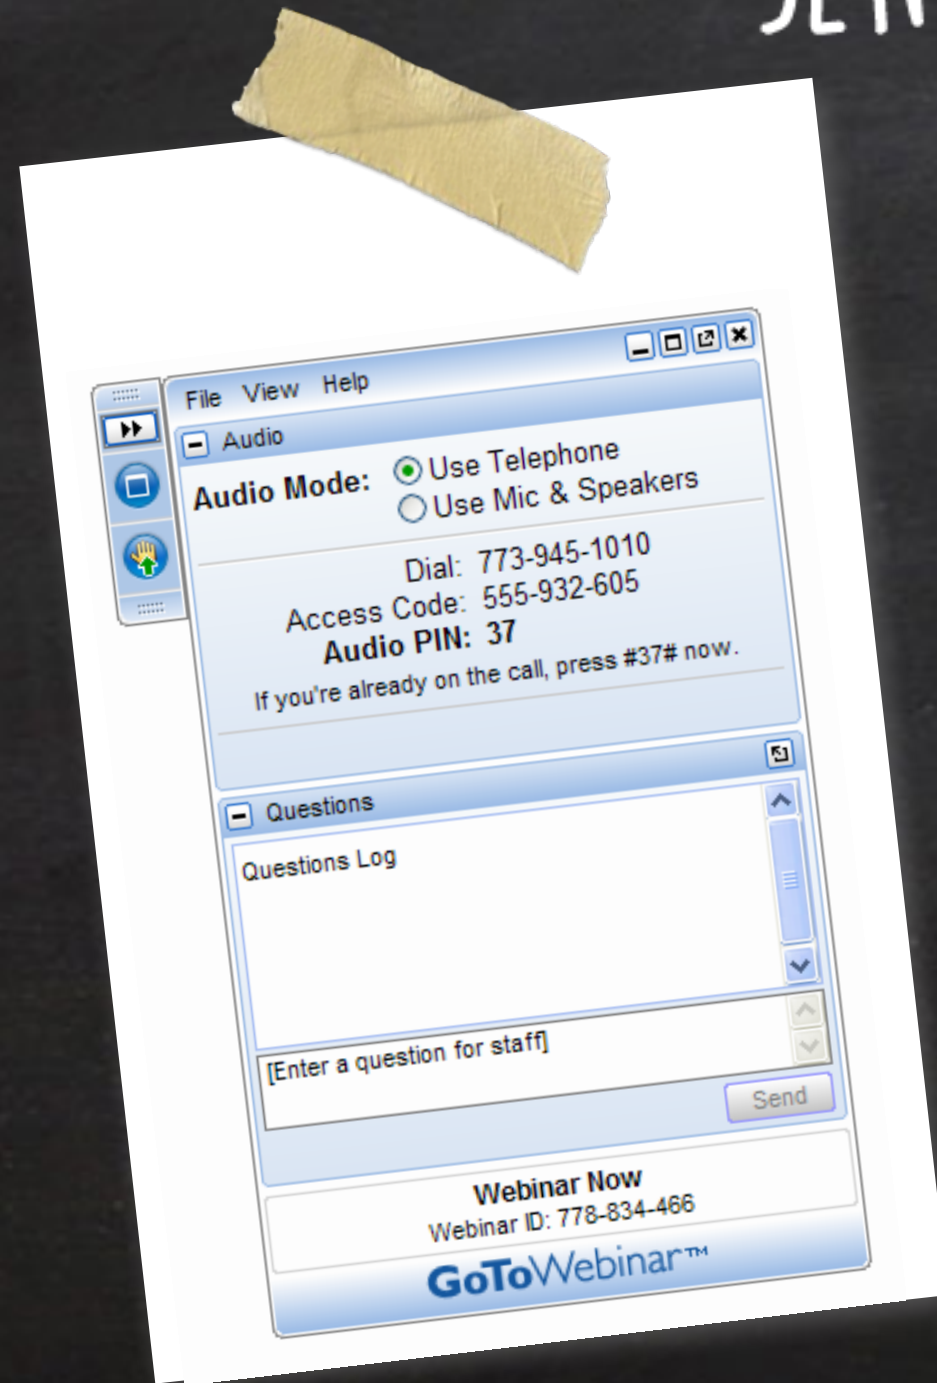 File View Help
Audio
Audio Mode: Use Telephone
Use Mic & Speakers
Dial: 773-945-1010
Access Code: 555-932-605
Audio PIN: 37
If you're already on the call, press #37# now.
Questions
Questions Log
[Enter a question for staff]
Send
Webinar Now
Webinar ID: 778-834-466
GoToWebinar™